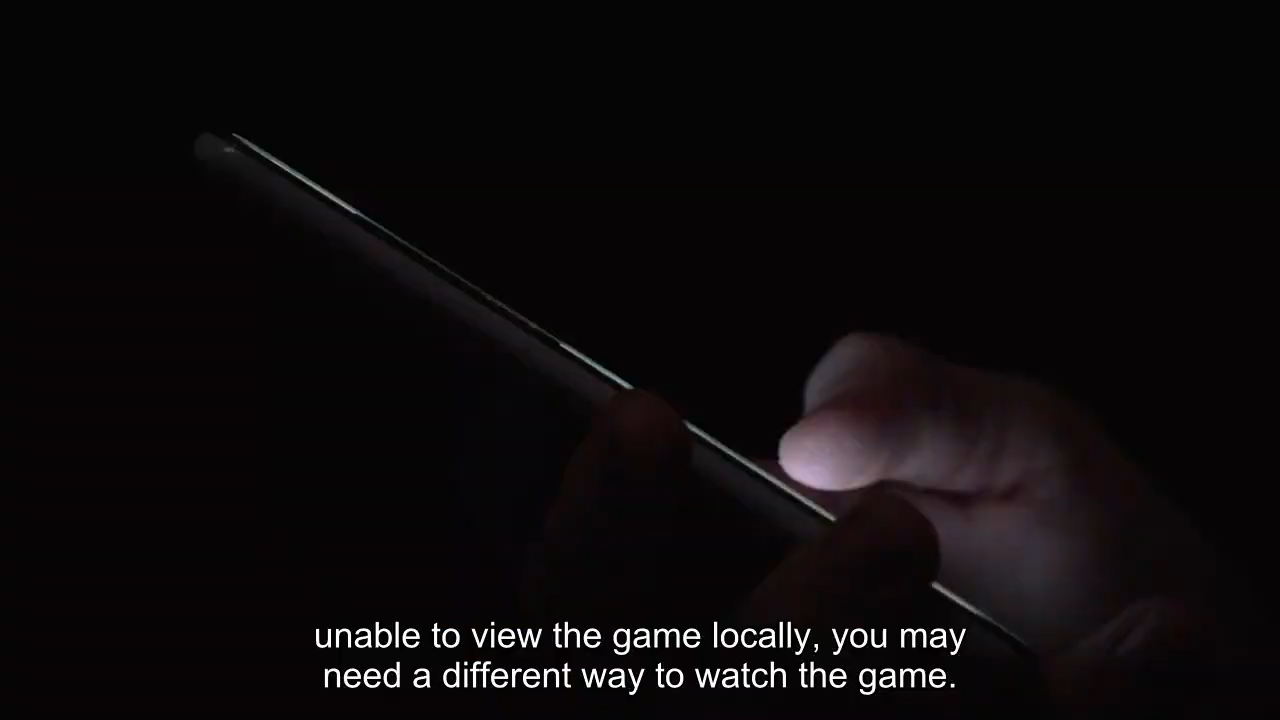 unable to view the game locally, you may
need a different way to watch the game.